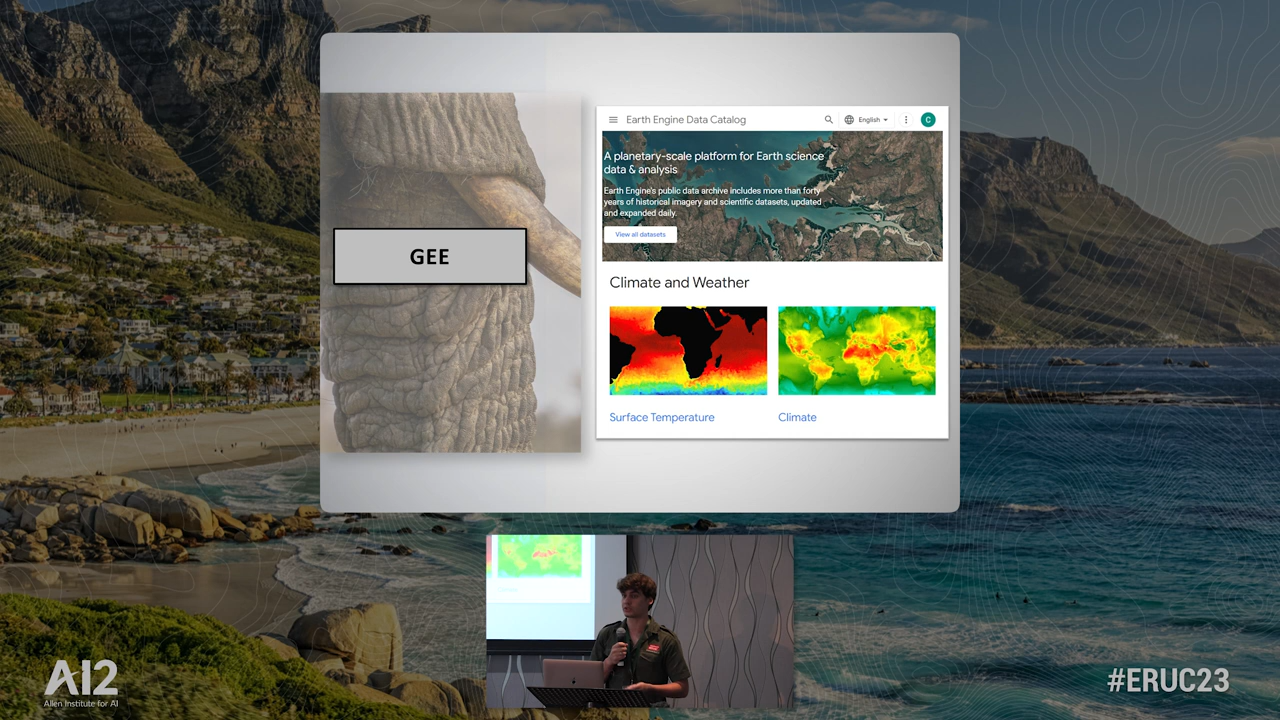 GEE
Earth Engine Data Catalog
English
C
A planetary-scale platform for Earth science
data & analysis
Earth Engine's public data archive includes more than forty
years of historical imagery and scientific datasets, updated
and expanded daily.
View all datasets
Climate and Weather
Surface Temperature
Climate
AI2
Allen Institute for AI
#ERUC23